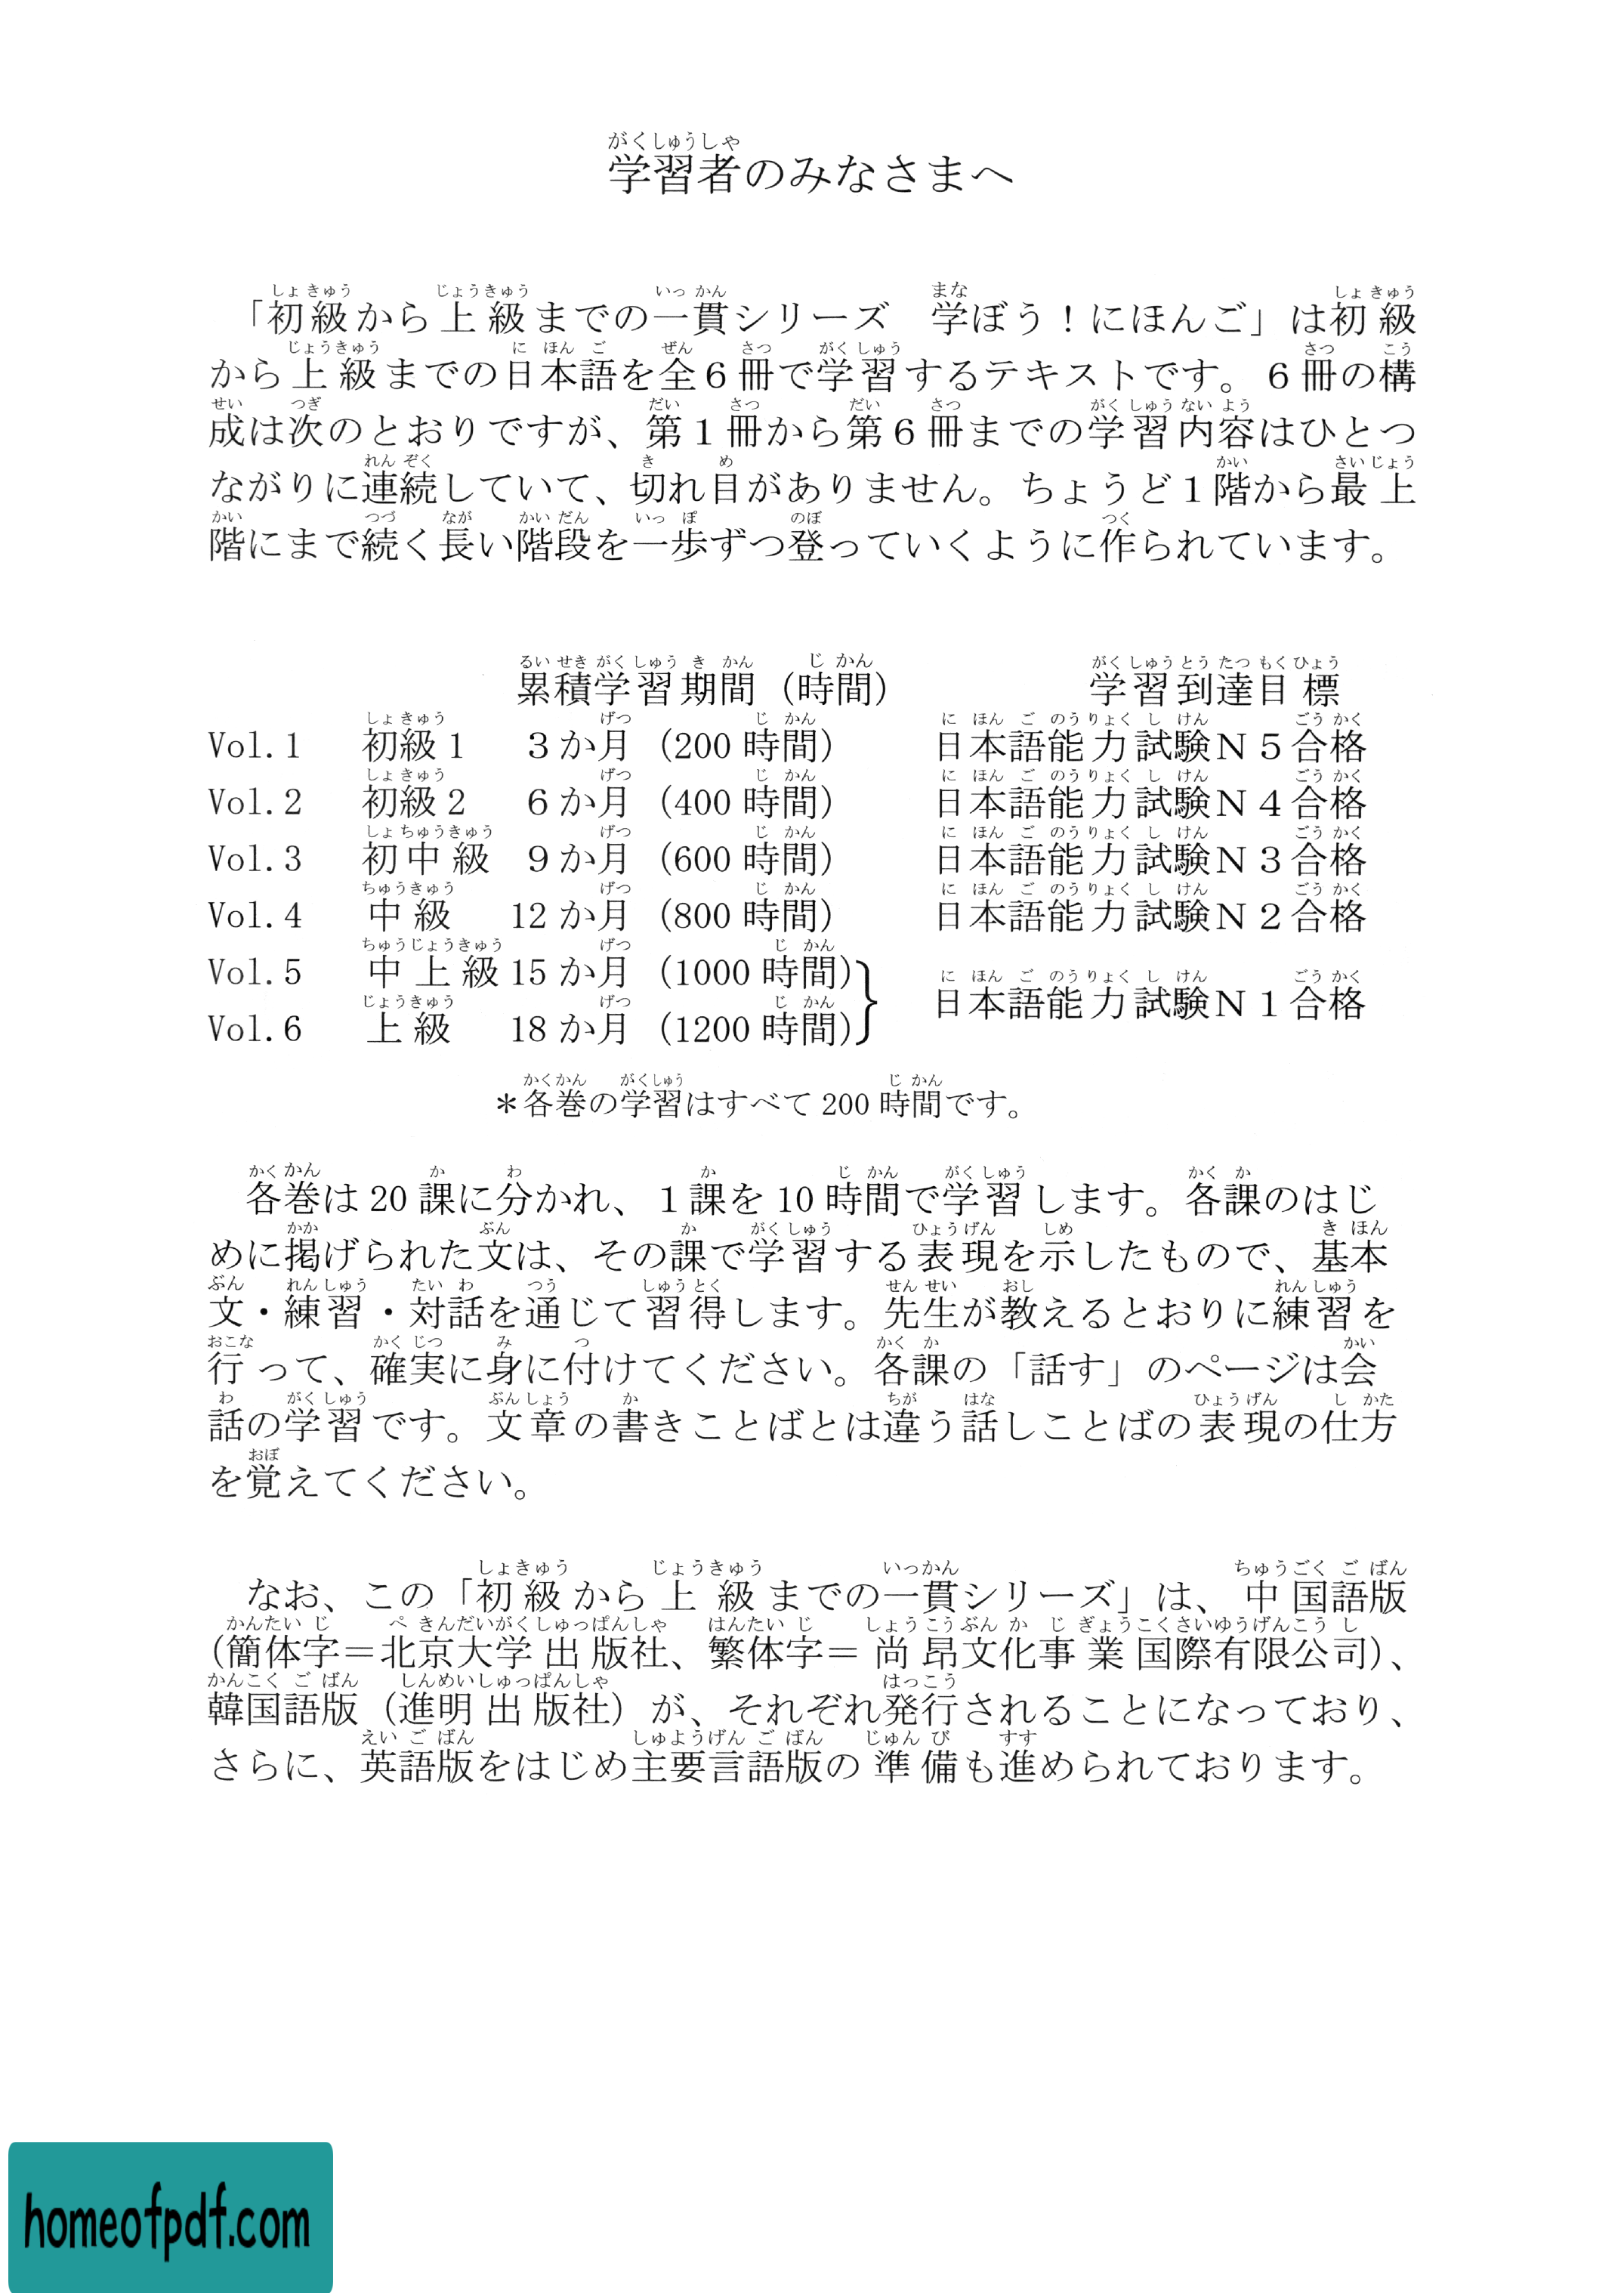 学習者のみなさまへ
「初級から上級までの一貫シリーズ　学ぼう！にほんご」は初級
から上級までの日本語を全６冊で学習するテキストです。６冊の構
成は次のとおりですが、第１冊から第６冊までの学習内容はひとつ
ながりに連続していて、切れ目がありません。ちょうど１階から最上
階にまで続く長い階段を一歩ずつ登っていくように作られています。
累積学習期間（時間）　学習到達目標
Vol.1　初級1　３か月（200 時間）　日本語能力試験Ｎ５合格
Vol.2　初級2　６か月（400 時間）　日本語能力試験Ｎ４合格
Vol.3　初中級　９か月（600 時間）　日本語能力試験Ｎ３合格
Vol.4　中級　12 か月（800 時間）　日本語能力試験Ｎ２合格
Vol.5　中上級 15 か月（1000 時間）
日本語能力試験Ｎ１合格
Vol.6　上級　18 か月（1200 時間）
＊各巻の学習はすべて 200 時間です。
各巻は 20 課に分かれ、１課を 10 時間で学習します。各課のはじ
めに掲げられた文は、その課で学習する表現を示したもので、基本
文・練習・対話を通じて習得します。先生が教えるとおりに練習を
行って、確実に身に付けてください。各課の「話す」のページは会
話の学習です。文章の書きことばとは違う話しことばの表現の仕方
を覚えてください。
なお、この「初級から上級までの一貫シリーズ」は、中国語版
（簡体字＝北京大学出版社、繁体字＝尚昂文化事業国際有限公司）、
韓国語版（進明出版社）が、それぞれ発行されることになっており、
さらに、英語版をはじめ主要言語版の準備も進められております。
homeofpdf.com